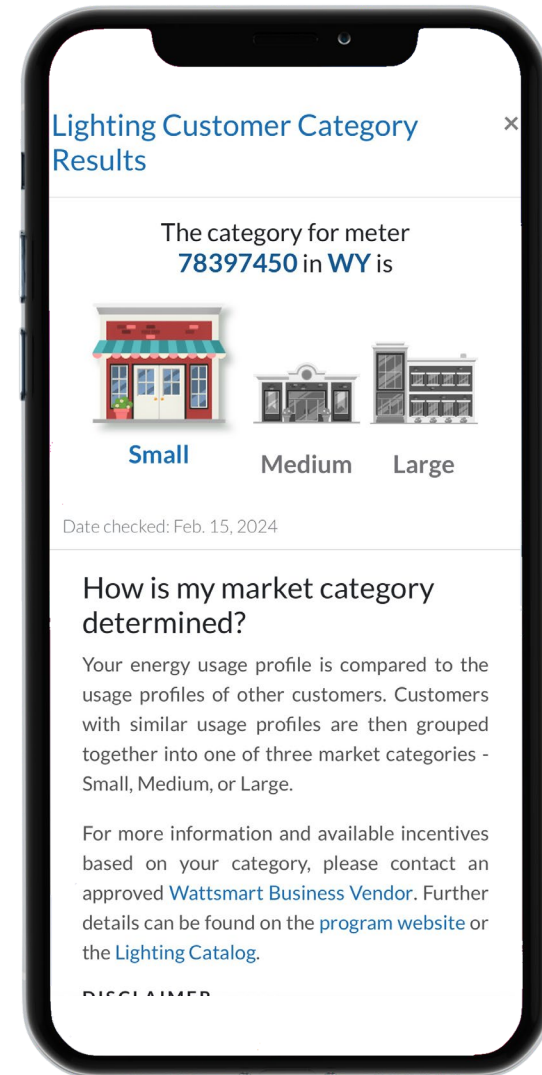 Lighting Customer Category
Results
×
The category for meter
78397450 in WY is
Small
Medium
Large
Date checked: Feb. 15, 2024
How is my market category
determined?
Your energy usage profile is compared to the
usage profiles of other customers. Customers
with similar usage profiles are then grouped
together into one of three market categories -
Small, Medium, or Large.
For more information and available incentives
based on your category, please contact an
approved Wattsmart Business Vendor. Further
details can be found on the program website or
the Lighting Catalog.
DISCLAIMER